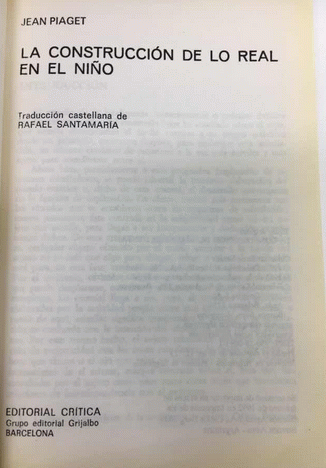 JEAN PIAGET
LA CONSTRUCCIÓN DE LO REAL
EN EL NIÑO
Traducción castellana de
RAFAEL SANTAMARÍA
EDITORIAL CRÍTICA
Grupo editorial Grijalbo
BARCELONA